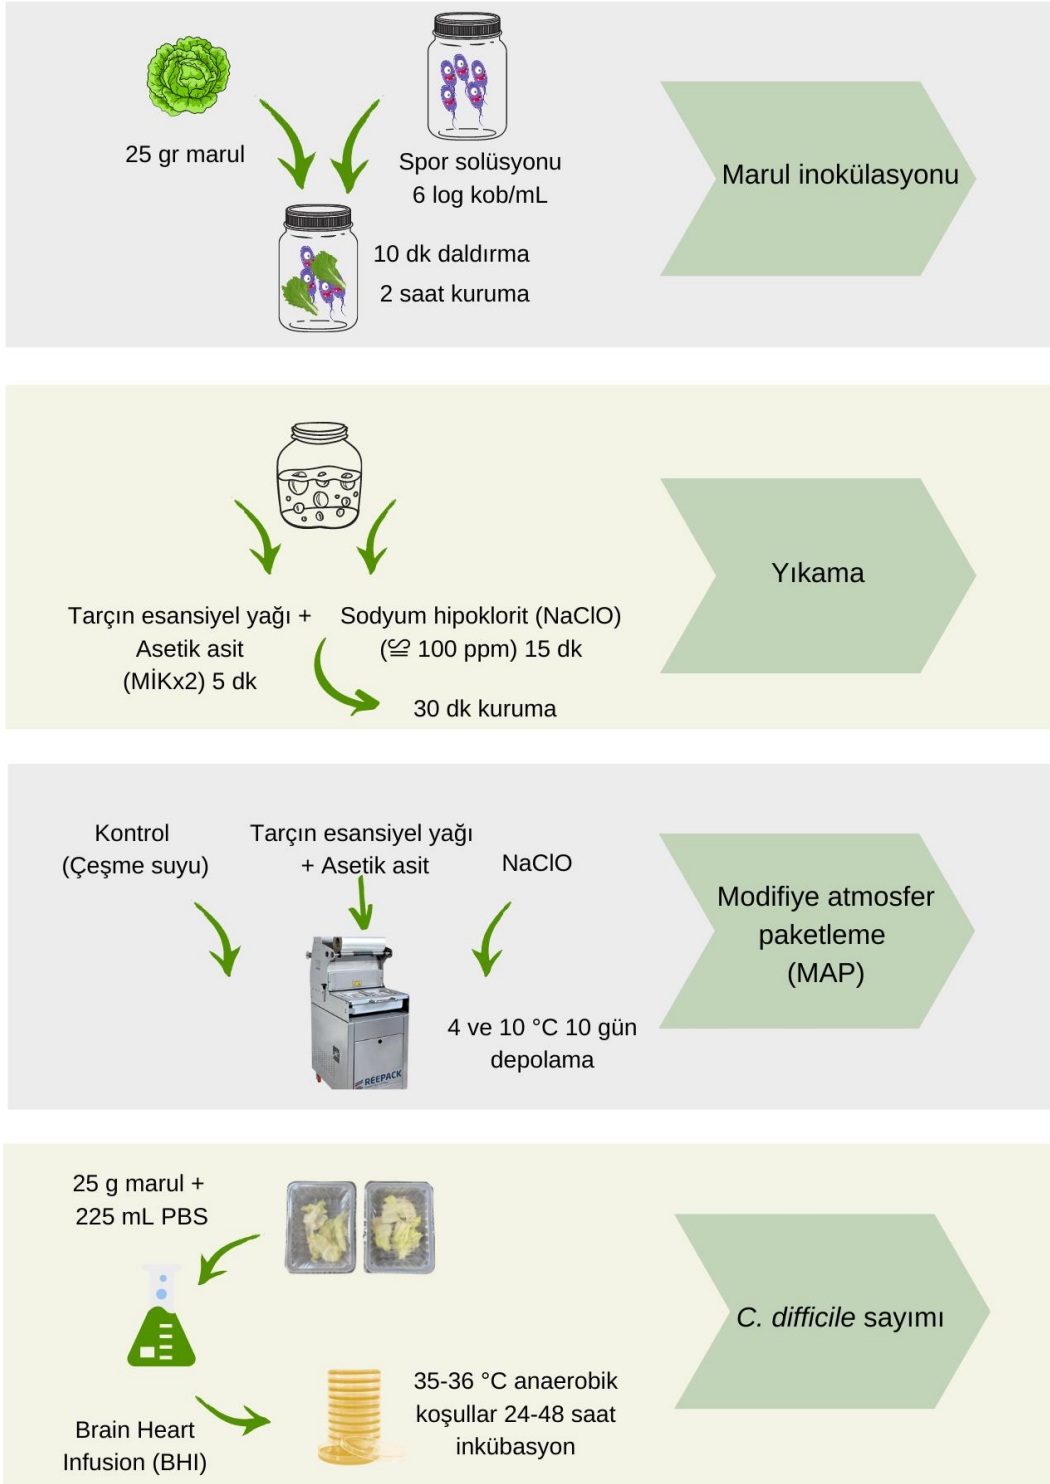 25 gr marul
Spor solüsyonu
6 log kob/mL
10 dk daldırma
2 saat kuruma
Marul inokülasyonu
Tarçın esansiyel yağı +
Asetik asit
(MİKx2) 5 dk
Sodyum hipoklorit (NaClO)
(≌ 100 ppm) 15 dk
30 dk kuruma
Yıkama
Kontrol
(Çeşme suyu)
Tarçın esansiyel yağı
+ Asetik asit
NaClO
REEPACK
4 ve 10 °C 10 gün
depolama
Modifiye atmosfer
paketleme
(MAP)
25 g marul +
225 mL PBS
Brain Heart
Infusion (BHI)
35-36 °C anaerobik
koşullar 24-48 saat
inkübasyon
C. difficile sayımı